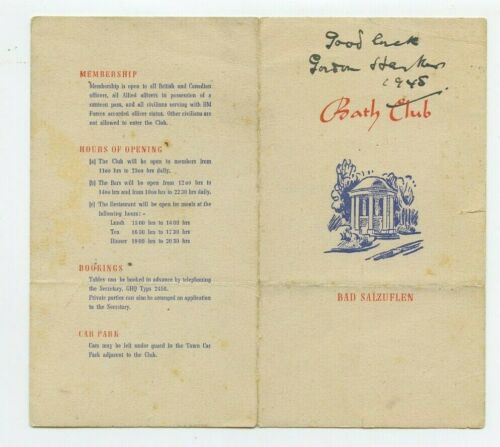 MEMBERSHIP
Membership is open to all British and Canadian
officers, all Allied officers in possession of a
canteen pass, and all civilians serving with HM
Forces accorded officer status. Other civilians are
not allowed to enter the Club.
HOURS OF OPENING
[a] The Club will be open to members from
1100 hrs to 2300 hrs daily.
[b] The Bars will be open from 1200 hrs to
1400 hrs and from 1800 hrs to 2230 hrs daily.
[c] The Restaurant will be open for meals at the
following hours: -
Lunch 1300 hrs to 1400 hrs
Tea 1630 hrs to 1730 hrs
Dinner 1900 hrs to 2030 hrs
BOOKINGS
Tables can be booked in advance by telephoning
the Secretary, GHQ Typo 2450.
Private parties can also be arranged on application
to the Secretary.
CAR PARK
Cars may be left under guard in the Town Car
Park adjacent to the Club.
Good luck
Gordon
1945
Bath Club
BAD SALZUFLEN